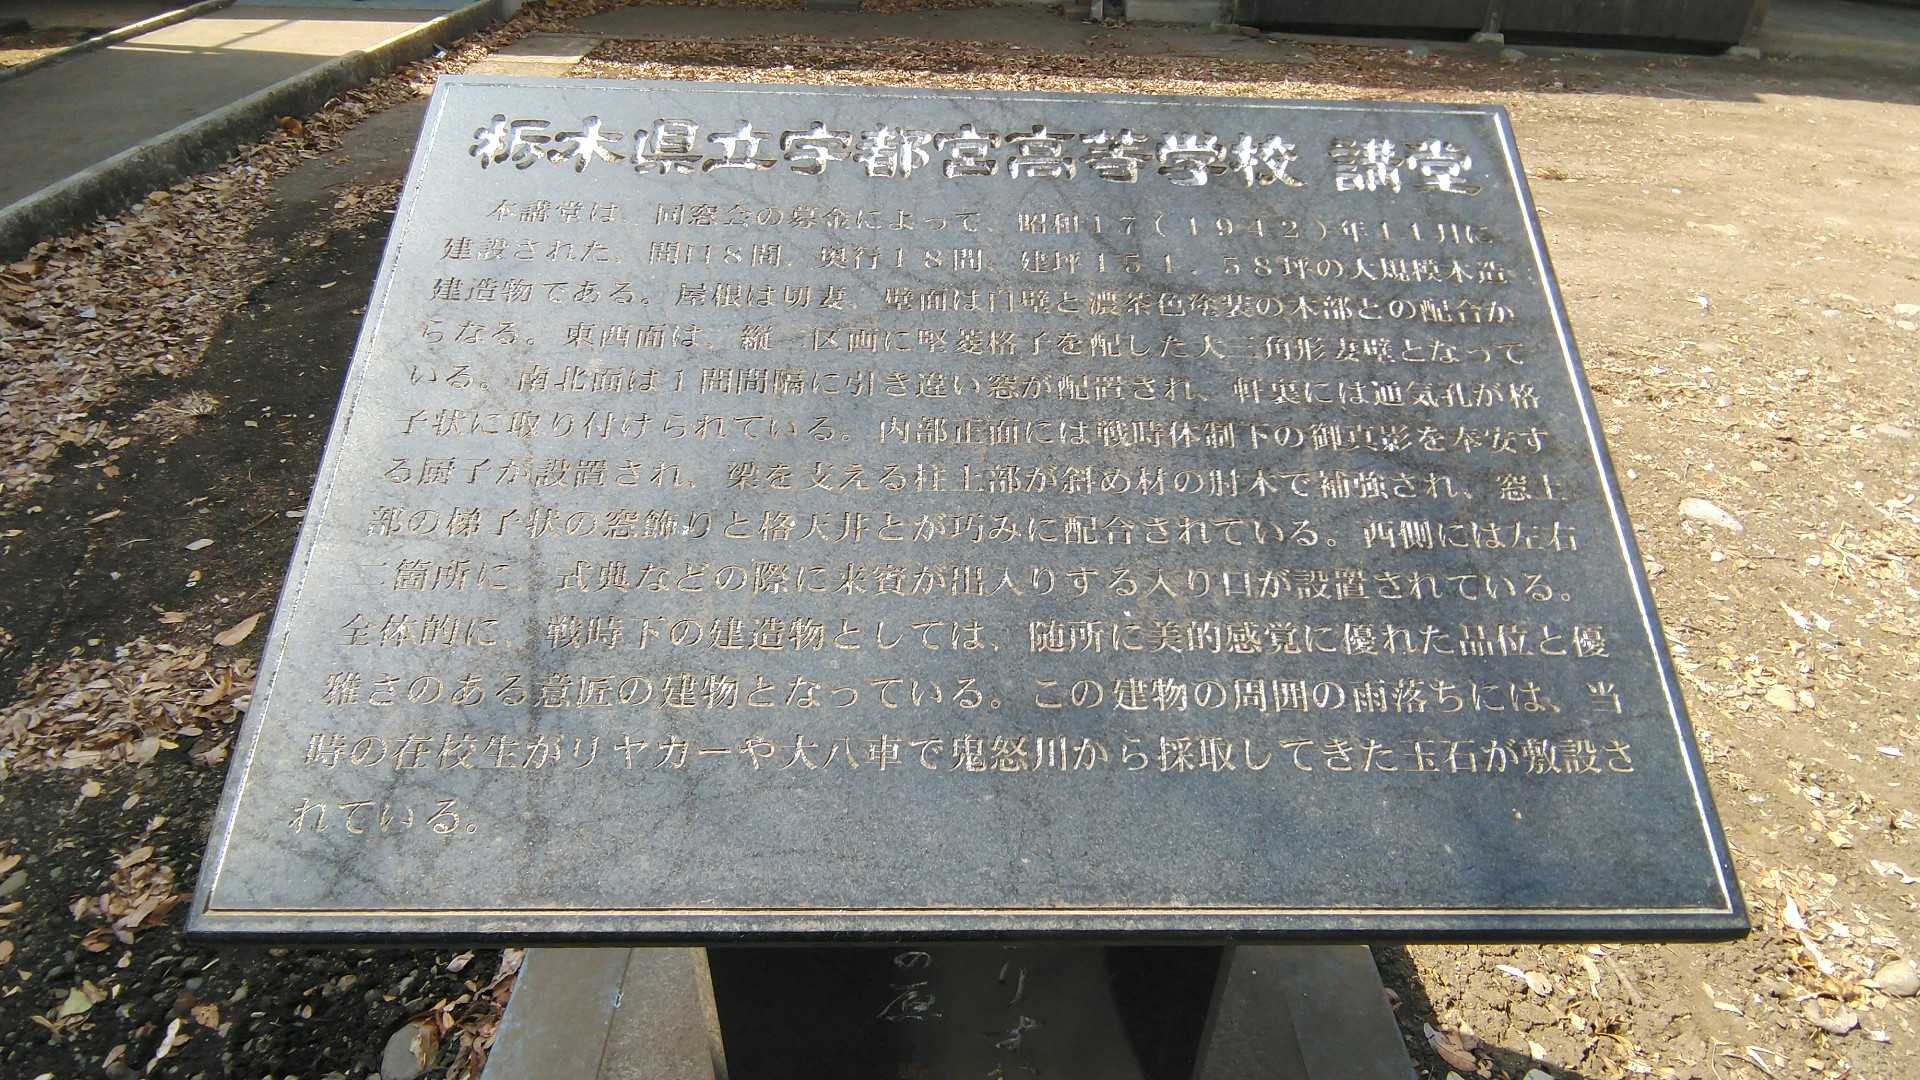 栃木県立宇都宮高等学校 講堂
本講堂は、同窓会の募金によって、昭和17(1942)年11月に
建設された、間口8間、奥行18間、建坪151.58坪の大規模木造
建造物である。屋根は切妻、壁面は白壁と濃茶色塗装の木部との配合か
らなる。東西面は、縦一区画に竪菱格子を配した大三角形妻壁となって
いる。南北面は1間間隔に引き違い窓が配置され、軒裏には通気孔が格
子状に取り付けられている。内部正面には戦時体制下の御真影を奉安す
る厨子が設置され、梁を支える柱上部が斜め材の肘木で補強され、窓上
部の梯子状の窓飾りと格天井とが巧みに配合されている。西側には左右
二箇所に、式典などの際に来賓が出入りする入り口が設置されている。
全体的に、戦時下の建造物としては、随所に美的感覚に優れた品位と優
雅さのある意匠の建物となっている。この建物の周囲の雨落ちには、当
時の在校生がリヤカーや大八車で鬼怒川から採取してきた玉石が敷設さ
れている。